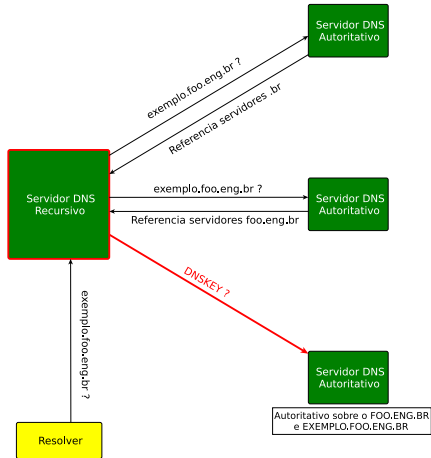 Servidor DNS
Autoritativo
exemplo.foo.eng.br ?
Referencia servidores .br
Servidor DNS
Recursivo
exemplo.foo.eng.br ?
Referencia servidores foo.eng.br
Servidor DNS
Autoritativo
DNSKEY ?
exemplo.foo.eng.br ?
Servidor DNS
Autoritativo
Autoritativo sobre o FOO.ENG.BR
e EXEMPLO.FOO.ENG.BR
Resolver